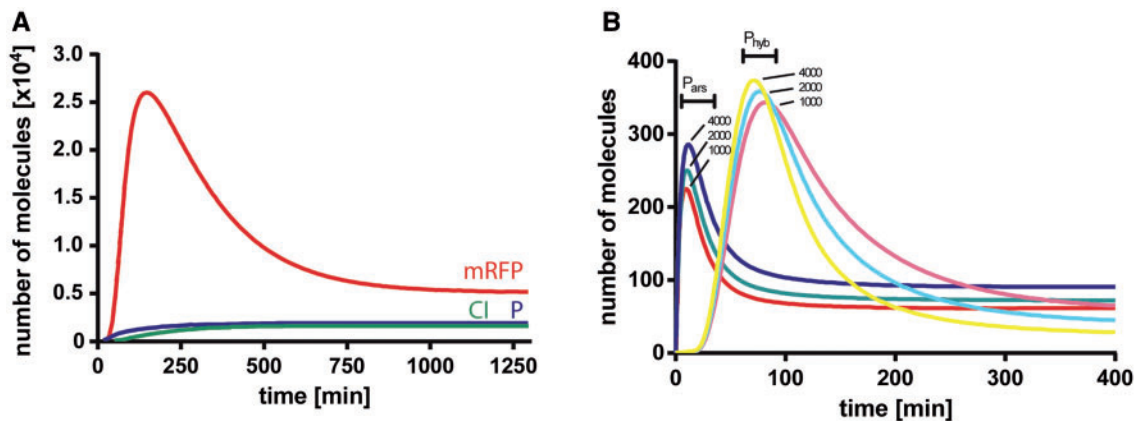 A
number of molecules [x10⁴]
3.0
2.5
2.0
1.5
1.0
0.5
0
mRFP
CI P
0 250 500 750 1000 1250
time [min]
B
number of molecules
P_hyb
P_ars
400
300
200
100
0
4000
2000
1000
4000
2000
1000
0 100 200 300 400
time [min]